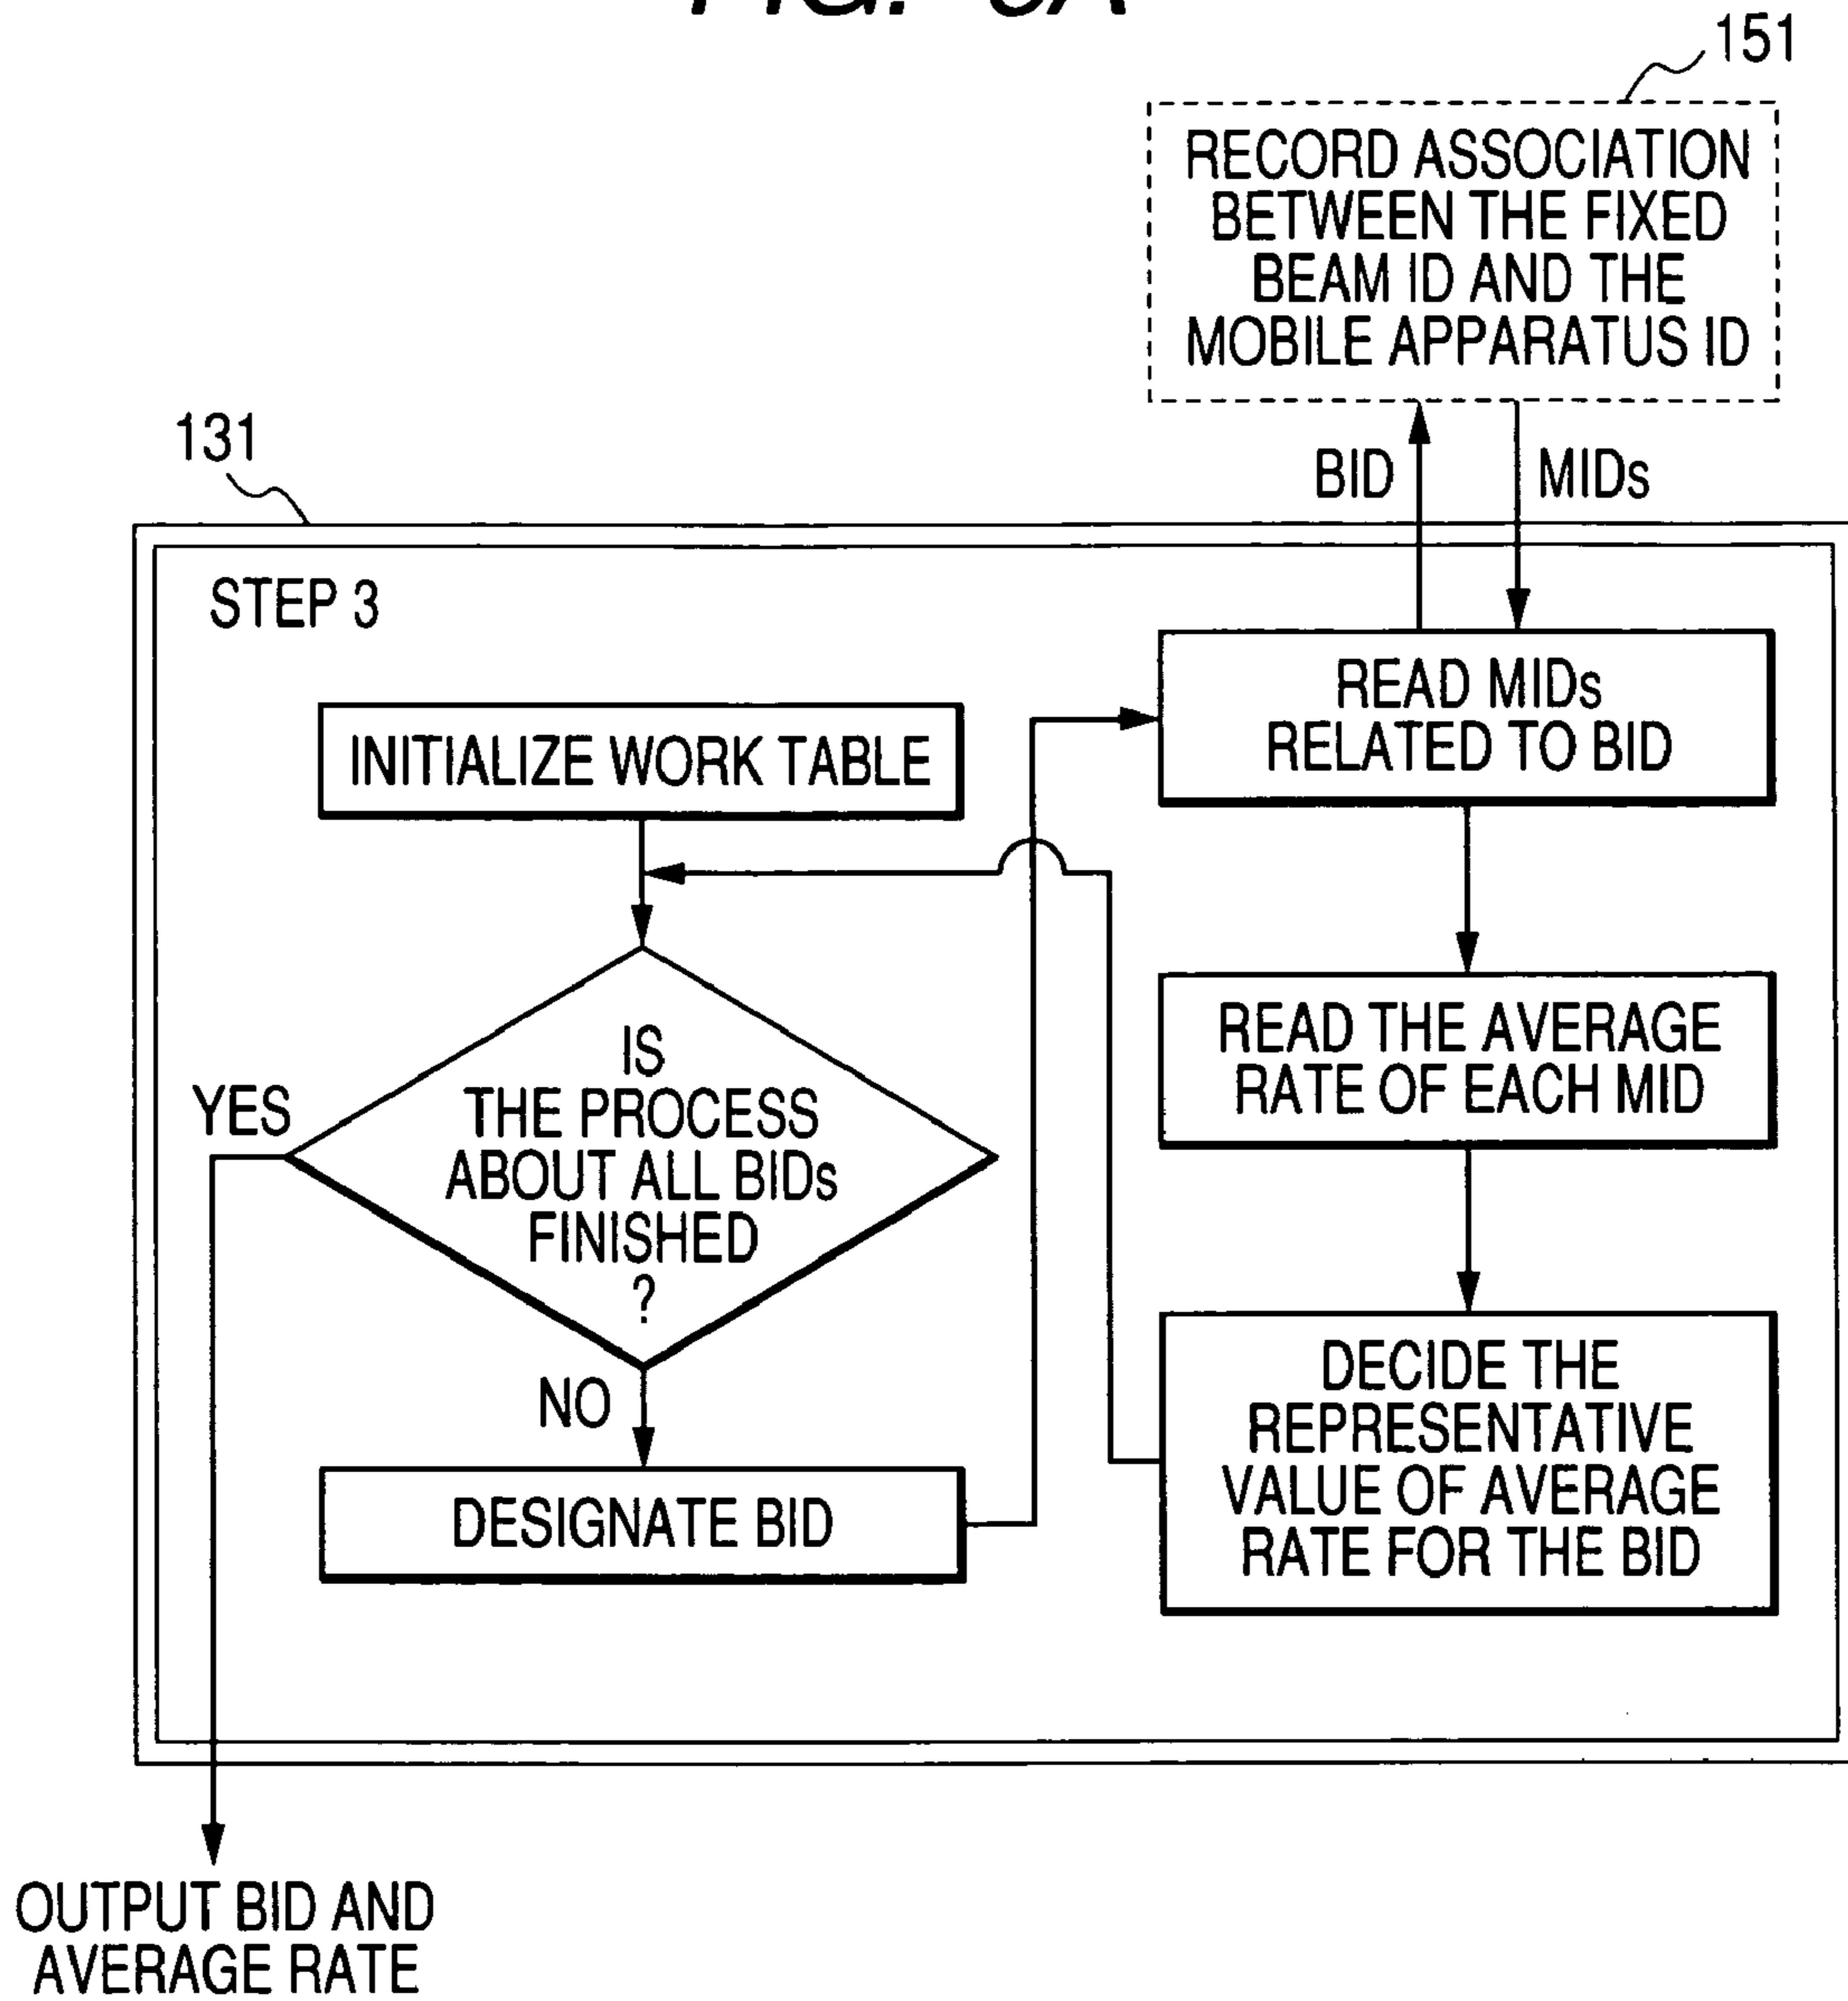 FIG.
151
RECORD ASSOCIATION
BETWEEN THE FIXED
BEAM ID AND THE
MOBILE APPARATUS ID
131
BID
MIDs
STEP 3
INITIALIZE WORK TABLE
READ MIDs
RELATED TO BID
IS
THE PROCESS
ABOUT ALL BIDs
FINISHED
?
YES
READ THE AVERAGE
RATE OF EACH MID
NO
DESIGNATE BID
DECIDE THE
REPRESENTATIVE
VALUE OF AVERAGE
RATE FOR THE BID
OUTPUT BID AND
AVERAGE RATE